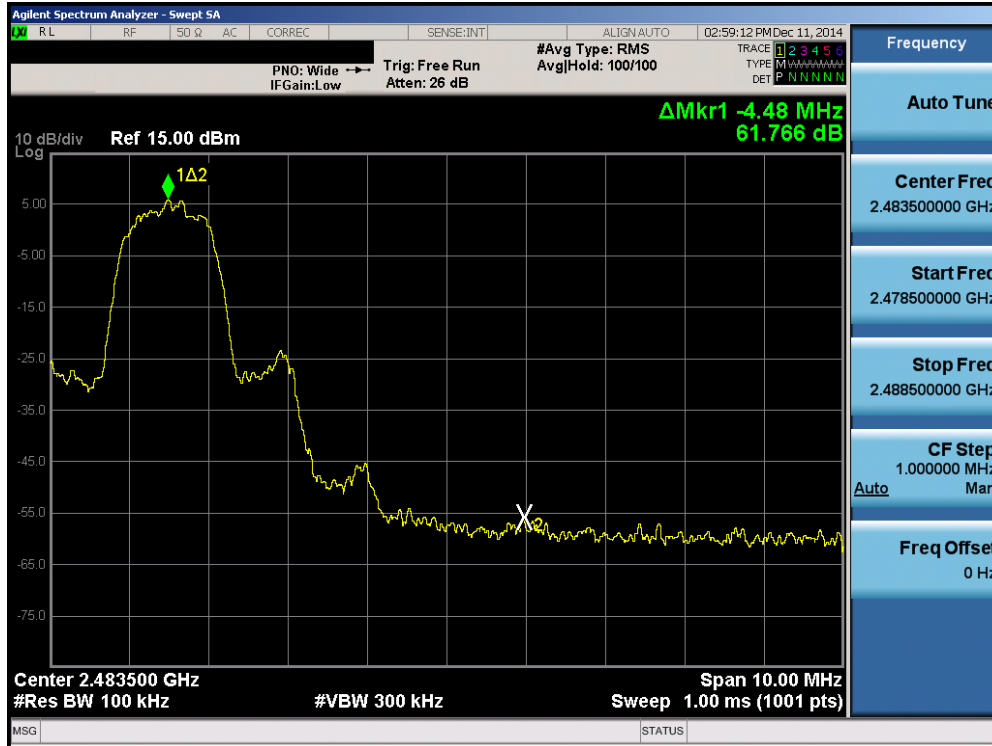 Agilent Spectrum Analyzer - Swept SA
LXI RL RF 50 Ω AC CORREC SENSE:INT ALIGN AUTO 02:59:12 PM Dec 11, 2014
PNO: Wide
IFGain:Low
Trig: Free Run
Atten: 26 dB
#Avg Type: RMS
Avg|Hold: 100/100
TRACE 1 2 3 4 5 6
TYPE M
DET P N N N N N
ΔMkr1 -4.48 MHz
61.766 dB
10 dB/div Ref 15.00 dBm
Log
1Δ2
5.00
-5.00
-15.0
-25.0
-35.0
-45.0
-55.0
2
-65.0
-75.0
Center 2.483500 GHz Span 10.00 MHz
#Res BW 100 kHz #VBW 300 kHz Sweep 1.00 ms (1001 pts)
MSG STATUS
Frequency
Auto Tune
Center Freq
2.483500000 GHz
Start Freq
2.478500000 GHz
Stop Freq
2.488500000 GHz
CF Step
1.000000 MHz
Auto Man
Freq Offset
0 Hz